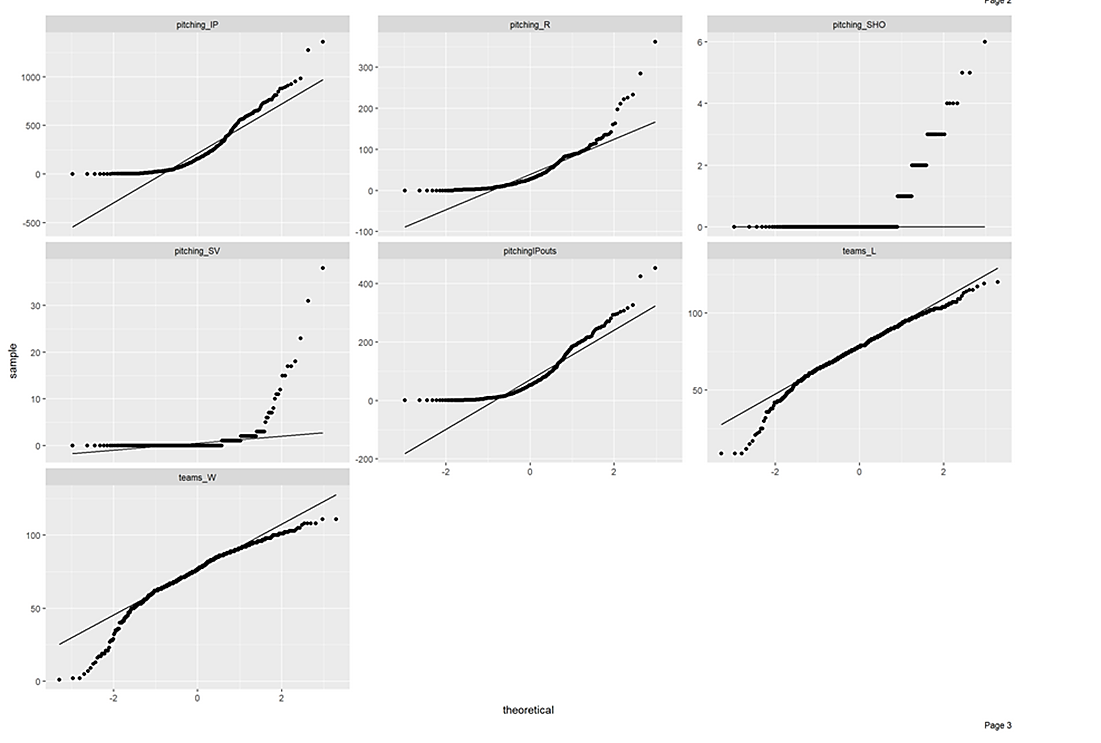 Page 2
pitching_IP pitching_R pitching_SHO
1000
500
0
-500
300
200
100
0
-100
6
4
2
0
pitching_SV pitchingIPouts teams_L
30
20
10
0
400
200
0
-200
100
50
-2 0 2
-2 0 2
teams_W
100
50
0
-2 0 2
sample
theoretical
Page 3